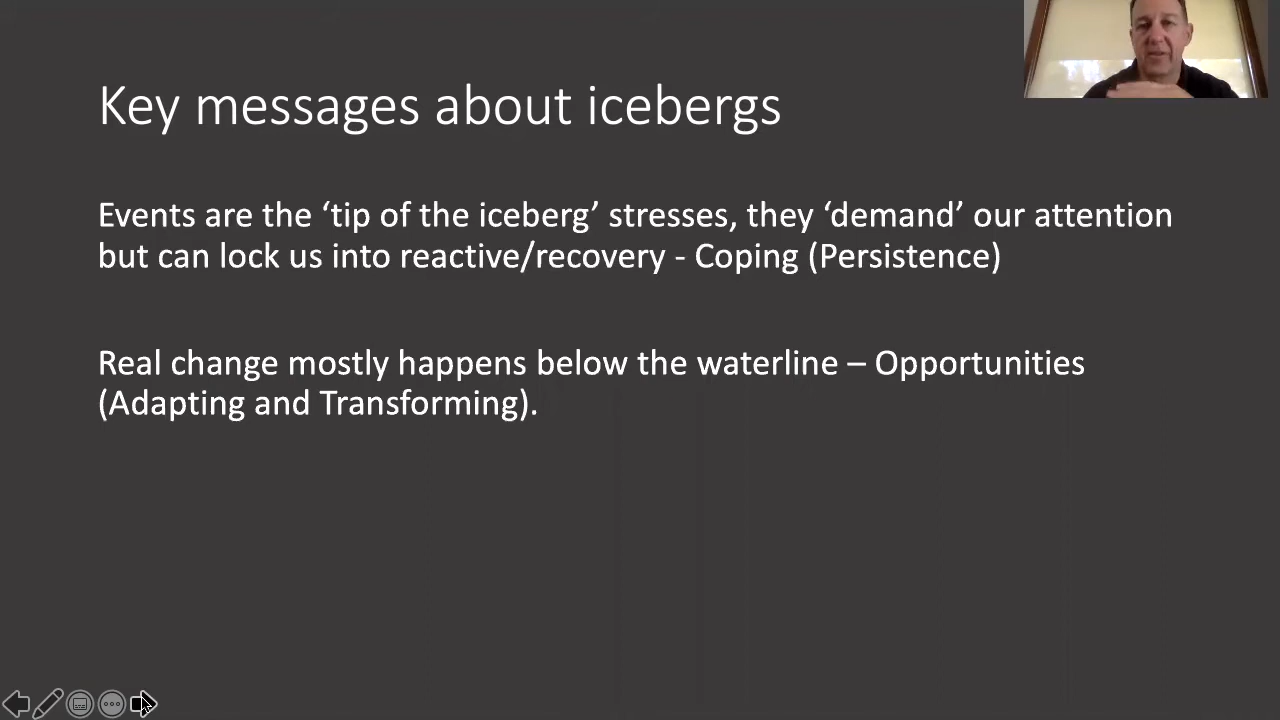 Key messages about icebergs
Events are the ‘tip of the iceberg’ stresses, they ‘demand’ our attention
but can lock us into reactive/recovery - Coping (Persistence)
Real change mostly happens below the waterline – Opportunities
(Adapting and Transforming).